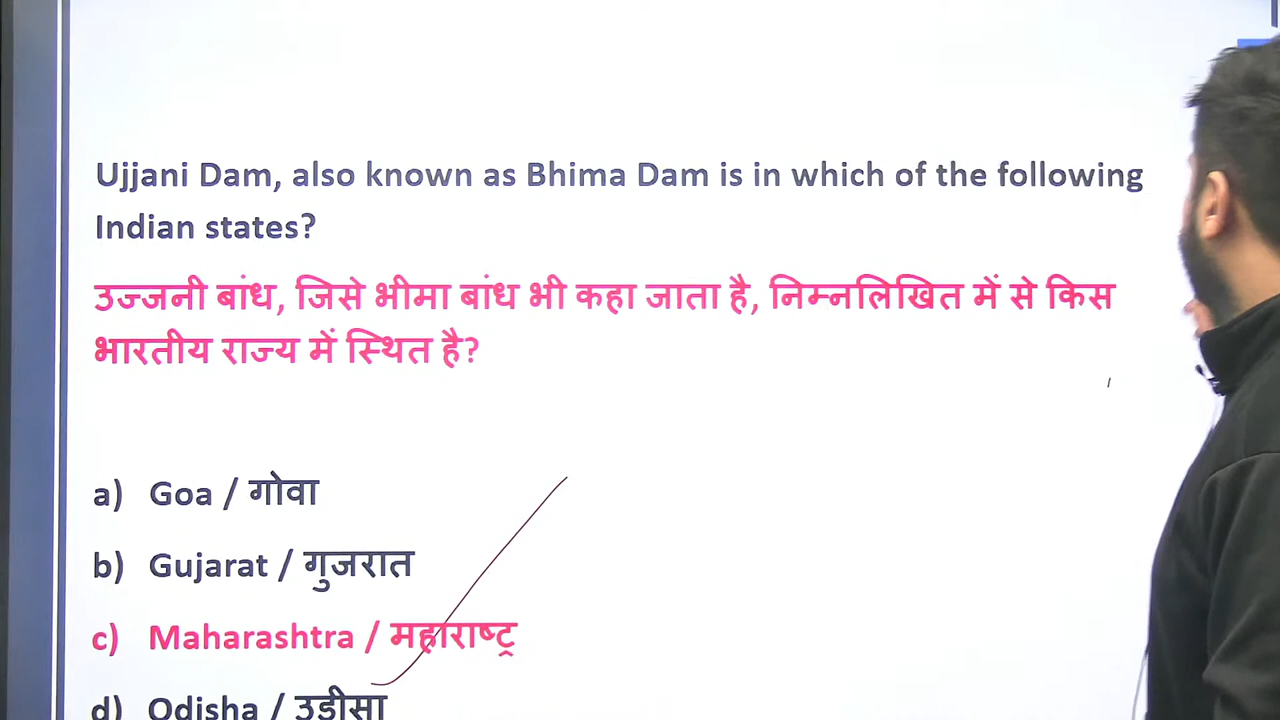 Ujjani Dam, also known as Bhima Dam is in which of the following
Indian states?
उज्जनी बांध, जिसे भीमा बांध भी कहा जाता है, निम्नलिखित में से किस
भारतीय राज्य में स्थित है?
a) Goa / गोवा
b) Gujarat / गुजरात
c) Maharashtra / महाराष्ट्र
d) Odisha / उड़ीसा